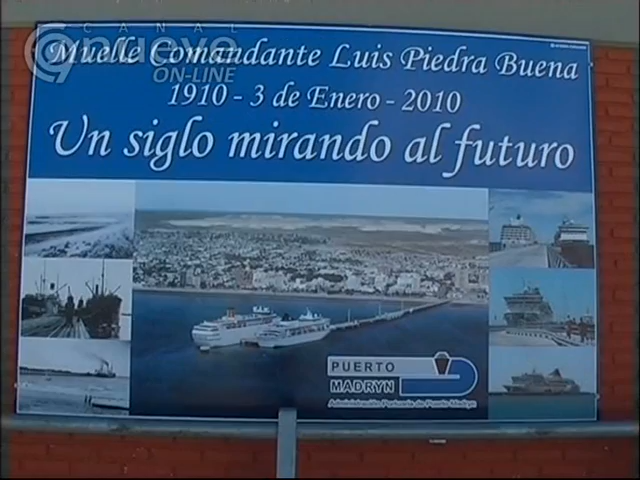 CANAL
9nueve
ON-LINE
Muelle Comandante Luis Piedra Buena
1910 - 3 de Enero - 2010
Un siglo mirando al futuro
PUERTO
MADRYN
Administración Portuaria de Puerto Madryn